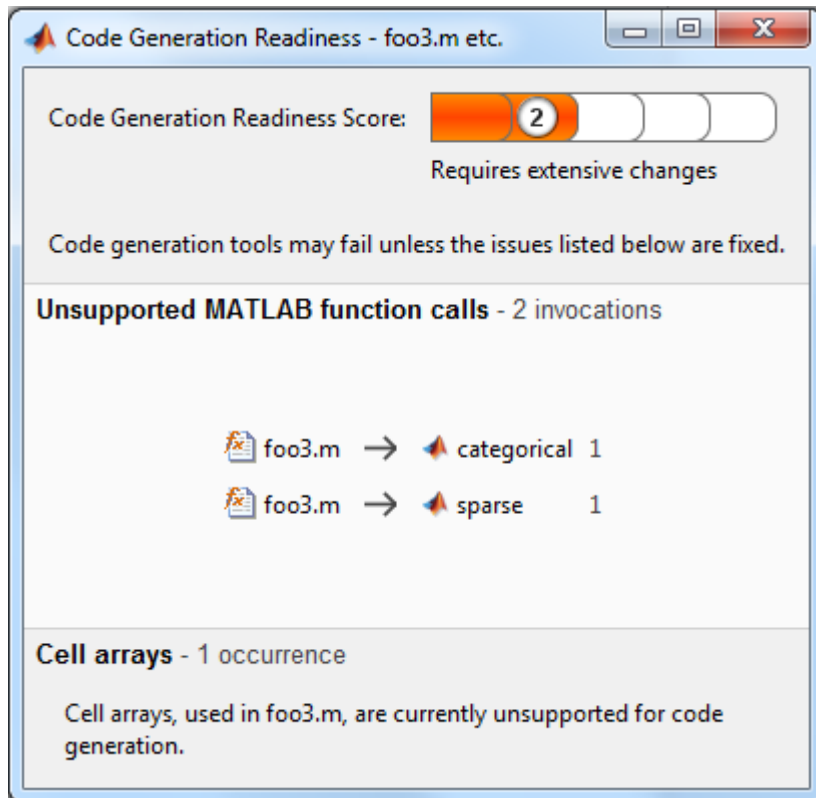 Code Generation Readiness - foo3.m etc.
Code Generation Readiness Score: 2
Requires extensive changes
Code generation tools may fail unless the issues listed below are fixed.
Unsupported MATLAB function calls - 2 invocations
foo3.m → categorical 1
foo3.m → sparse 1
Cell arrays - 1 occurrence
Cell arrays, used in foo3.m, are currently unsupported for code
generation.